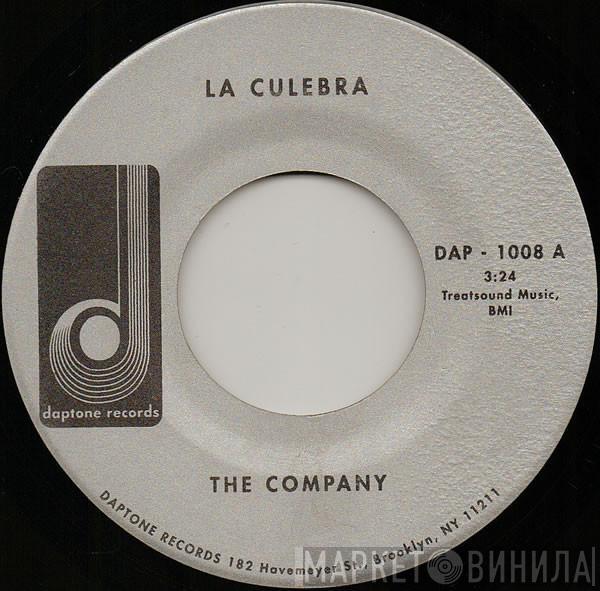 LA CULEBRA
DAP - 1008 A
3:24
Treatsound Music,
BMI
daptone records
THE COMPANY
DAPTONE RECORDS 182 Havemeyer St., Brooklyn, NY 11211
МАРКЕТ ВИНИЛА